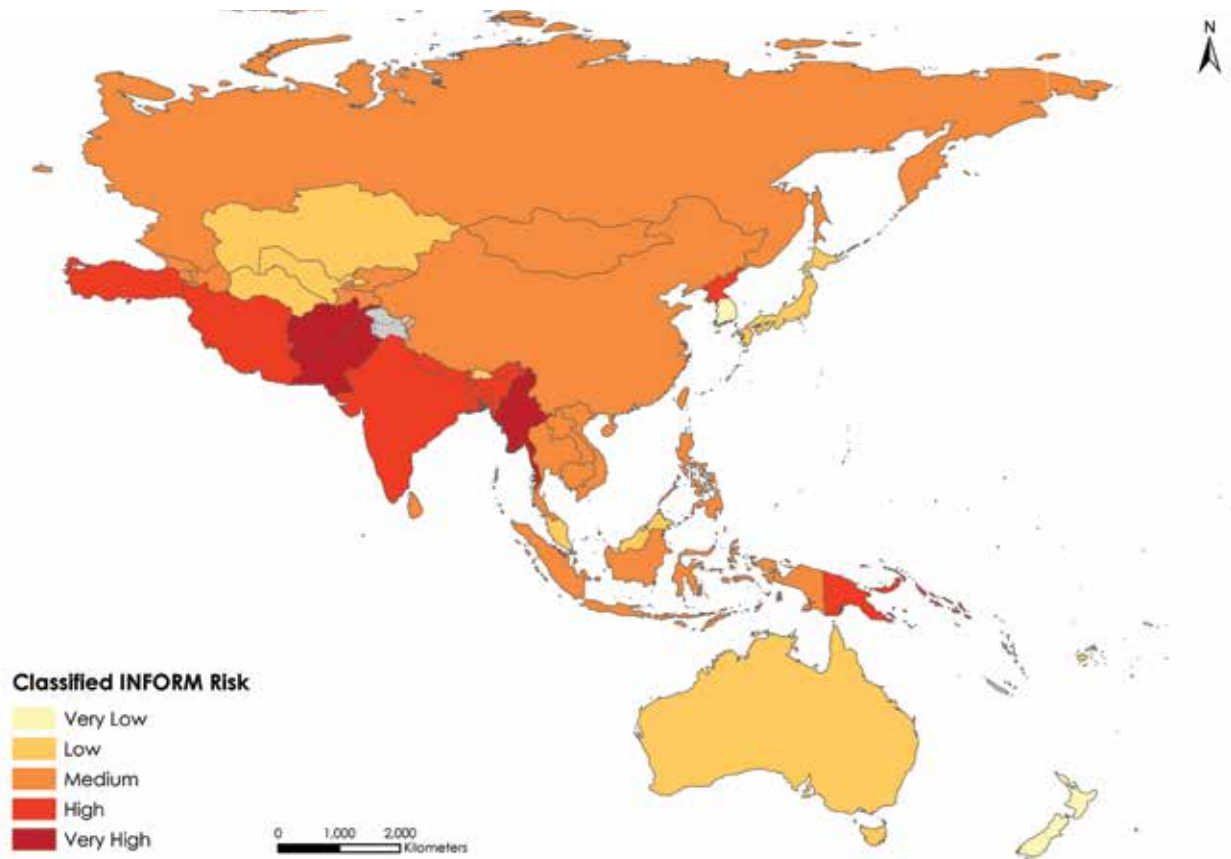 N
Classified INFORM Risk
Very Low
Low
Medium
High
Very High
0 1,000 2,000
Kilometers